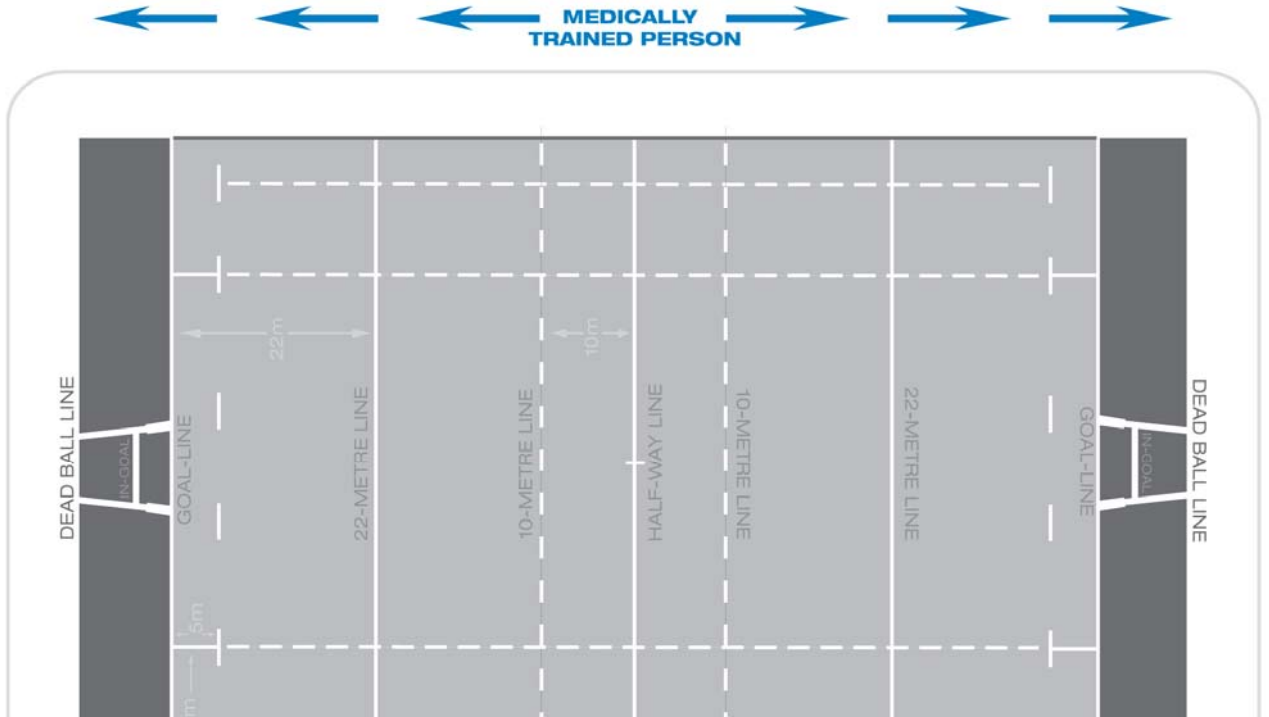 MEDICALLY
TRAINED PERSON
22m
10m
DEAD BALL LINE
IN-GOAL
GOAL-LINE
22-METRE LINE
10-METRE LINE
HALF-WAY LINE
10-METRE LINE
22-METRE LINE
GOAL-LINE
IN-GOAL
DEAD BALL LINE
5m
m